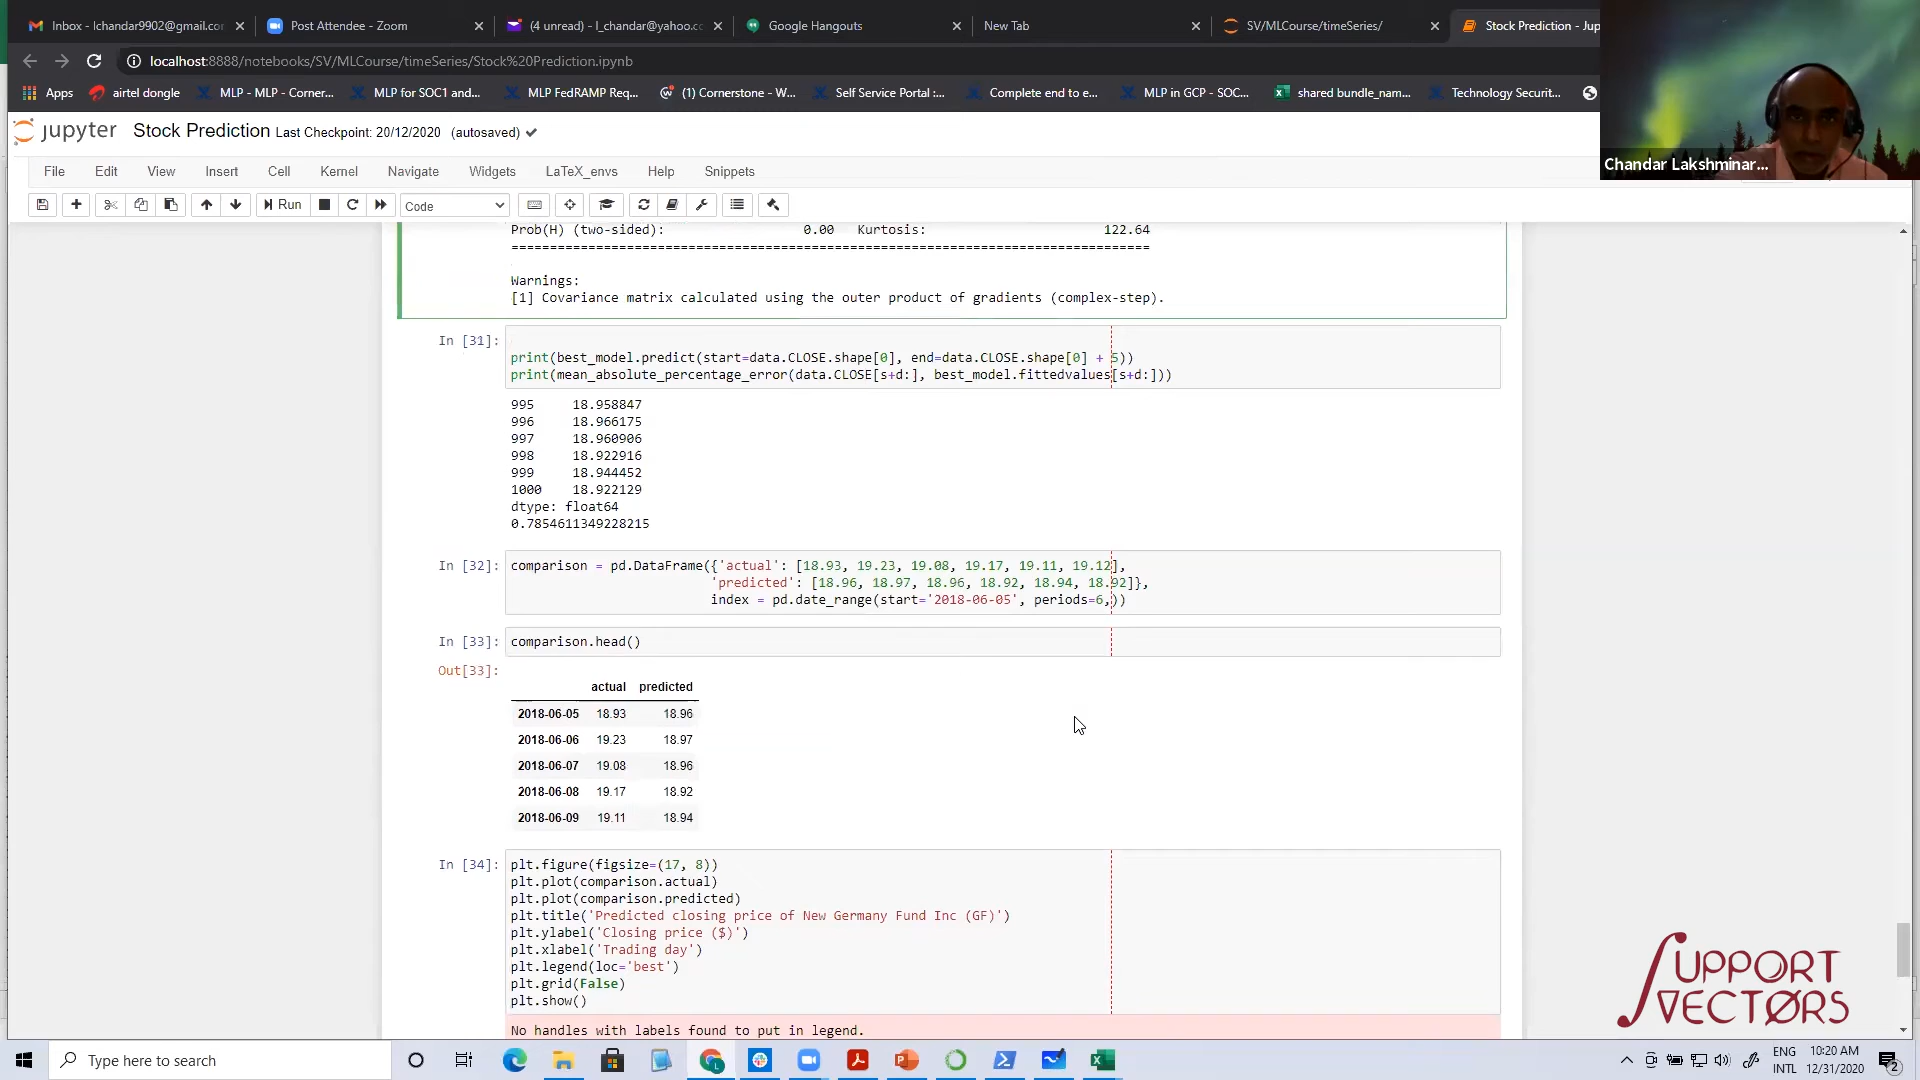 Inbox - lchandar9902@gmail.co
Post Attendee - Zoom
(4 unread) - l_chandar@yahoo.cc
Google Hangouts
New Tab
SV/MLCourse/timeSeries/
Stock Prediction - Jup
localhost:8888/notebooks/SV/MLCourse/timeSeries/Stock%20Prediction.ipynb
Apps
airtel dongle
MLP - MLP - Corner...
MLP for SOC1 and...
MLP FedRAMP Req...
(1) Cornerstone - W...
Self Service Portal :...
Complete end to e...
MLP in GCP - SOC...
shared bundle_nam...
Technology Securit...
jupyter Stock Prediction Last Checkpoint: 20/12/2020 (autosaved)
Chandar Lakshminar...
File Edit View Insert Cell Kernel Navigate Widgets LaTeX_envs Help Snippets
Run Code
Prob(H) (two-sided): 0.00 Kurtosis: 122.64
==================================================================================
Warnings:
[1] Covariance matrix calculated using the outer product of gradients (complex-step).
In [31]:
print(best_model.predict(start=data.CLOSE.shape[0], end=data.CLOSE.shape[0] + 5))
print(mean_absolute_percentage_error(data.CLOSE[s+d:], best_model.fittedvalues[s+d:]))
995 18.958847
996 18.966175
997 18.960906
998 18.922916
999 18.944452
1000 18.922129
dtype: float64
0.7854611349228215
In [32]: comparison = pd.DataFrame({'actual': [18.93, 19.23, 19.08, 19.17, 19.11, 19.12],
'predicted': [18.96, 18.97, 18.96, 18.92, 18.94, 18.92]},
index = pd.date_range(start='2018-06-05', periods=6,))
In [33]: comparison.head()
Out[33]:
actual predicted
2018-06-05 18.93 18.96
2018-06-06 19.23 18.97
2018-06-07 19.08 18.96
2018-06-08 19.17 18.92
2018-06-09 19.11 18.94
In [34]: plt.figure(figsize=(17, 8))
plt.plot(comparison.actual)
plt.plot(comparison.predicted)
plt.title('Predicted closing price of New Germany Fund Inc (GF)')
plt.ylabel('Closing price ($)')
plt.xlabel('Trading day')
plt.legend(loc='best')
plt.grid(False)
plt.show()
No handles with labels found to put in legend.
SUPPORT
VECTORS
Type here to search
ENG
INTL
10:20 AM
12/31/2020
2